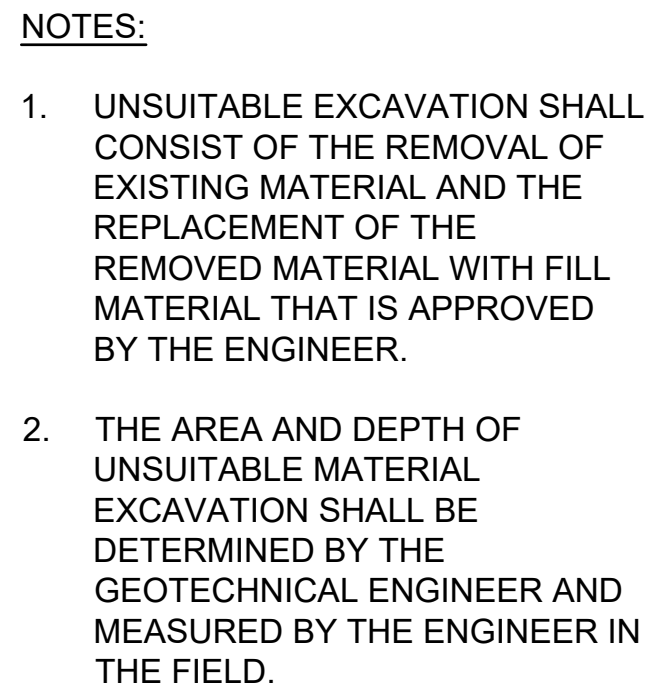 NOTES:
1. UNSUITABLE EXCAVATION SHALL
CONSIST OF THE REMOVAL OF
EXISTING MATERIAL AND THE
REPLACEMENT OF THE
REMOVED MATERIAL WITH FILL
MATERIAL THAT IS APPROVED
BY THE ENGINEER.
2. THE AREA AND DEPTH OF
UNSUITABLE MATERIAL
EXCAVATION SHALL BE
DETERMINED BY THE
GEOTECHNICAL ENGINEER AND
MEASURED BY THE ENGINEER IN
THE FIELD.